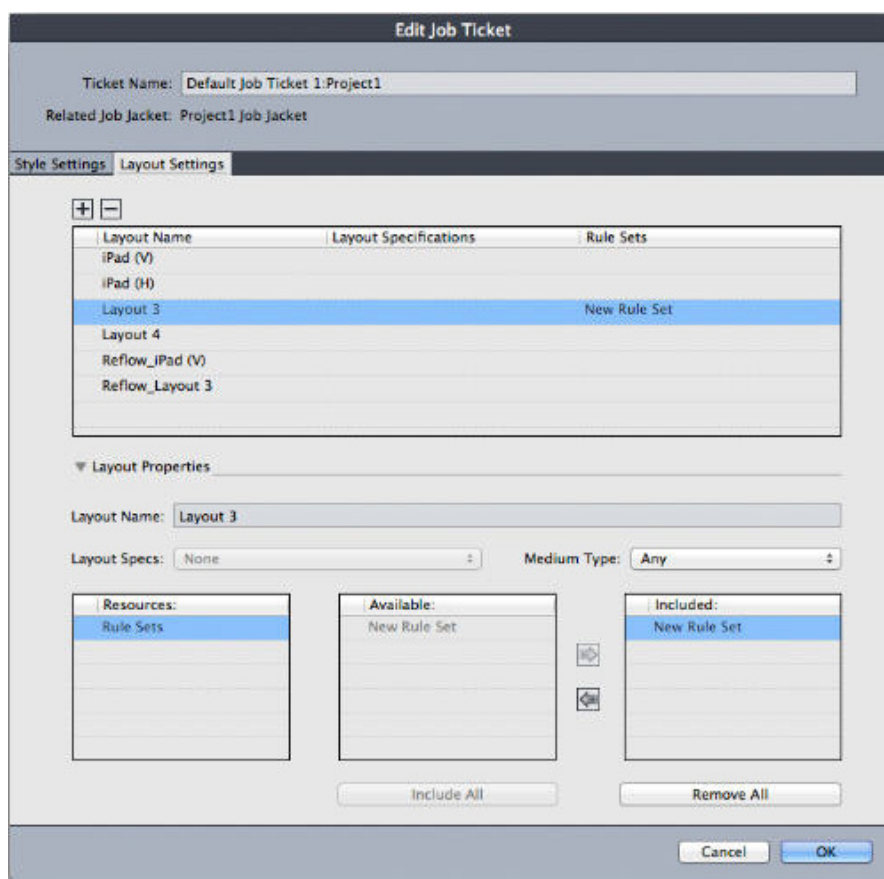 Edit Job Ticket
Ticket Name: Default Job Ticket 1:Project1
Related Job Jacket: Project1 Job Jacket
Style Settings Layout Settings
Layout Name Layout Specifications Rule Sets
iPad (V)
iPad (H)
Layout 3 New Rule Set
Layout 4
Reflow_iPad (V)
Reflow_Layout 3
Layout Properties
Layout Name: Layout 3
Layout Specs: None Medium Type: Any
Resources: Available: Included:
Rule Sets New Rule Set New Rule Set
Include All Remove All
Cancel OK